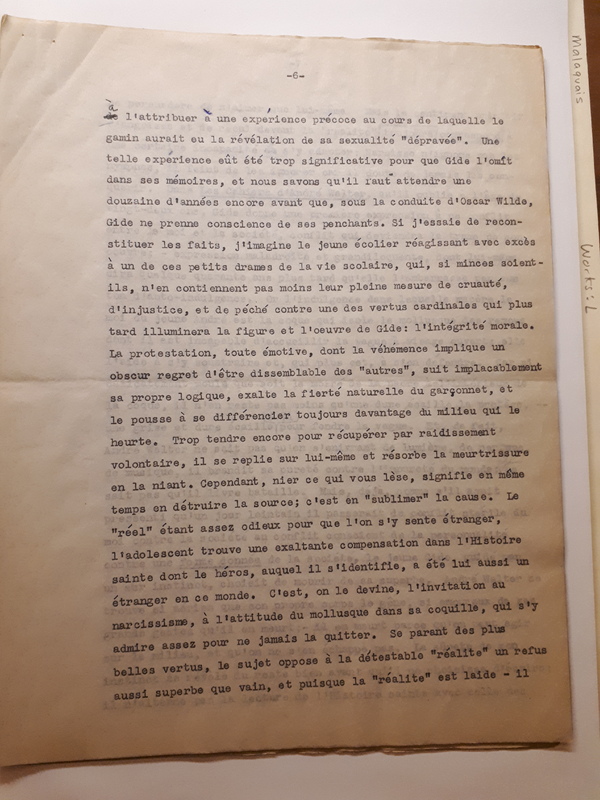 -6-
à
de l'attribuer à une expérience précoce au cours de laquelle le
gamin aurait eu la révélation de sa sexualité "dépravée". Une
telle expérience eût été trop significative pour que Gide l'omît
dans ses mémoires, et nous savons qu'il faut attendre une
douzaine d'années encore avant que, sous la conduite d'Oscar Wilde,
Gide ne prenne conscience de ses penchants. Si j'essaie de recon-
stituer les faits, j'imagine le jeune écolier réagissant avec excès
à un de ces petits drames de la vie scolaire, qui, si minces soient-
ils, n'en contiennent pas moins leur pleine mesure de cruauté,
d'injustice, et de péché contre une des vertus cardinales qui plus
tard illuminera la figure et l'oeuvre de Gide: l'intégrité morale.
La protestation, toute émotive, dont la véhémence implique un
obscur regret d'être dissemblable des "autres", suit implacablement
sa propre logique, exalte la fierté naturelle du garçonnet, et
le pousse à se différencier toujours davantage du milieu qui le
heurte. Trop tendre encore pour récupérer par raidissement
volontaire, il se replie sur lui-même et résorbe la meurtrissure
en la niant. Cependant, nier ce qui vous lèse, signifie en même
temps en détruire la source; c'est en "sublimer" la cause. Le
"réel" étant assez odieux pour que l'on s'y sente étranger,
l'adolescent trouve une exaltante compensation dans l'Histoire
sainte dont le héros, auquel il s'identifie, a été lui aussi un
étranger en ce monde. C'est, on le devine, l'invitation au
narcissisme, à l'attitude du mollusque dans sa coquille, qui s'y
admire assez pour ne jamais la quitter. Se parant des plus
belles vertus, le sujet oppose à la détestable "réalite" un refus
aussi superbe que vain, et puisque la "réalite" est laide - il
Malaquais
Works: L